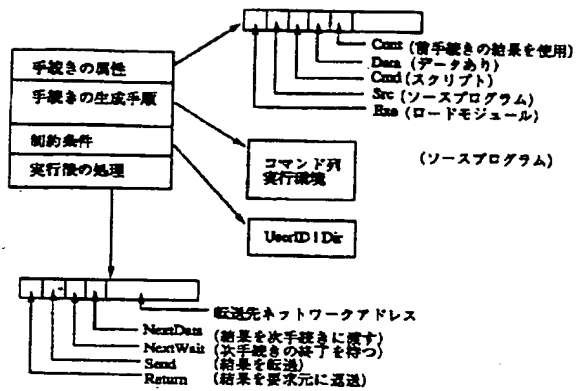 Cont (前手続きの結果を使用)
Data (データあり)
Cmd (スクリプト)
Src (ソースプログラム)
Exe (ロードモジュール)
手続きの属性
手続きの生成手順
制約条件
実行後の処理
コマンド列
実行環境
(ソースプログラム)
UserID | Dir
転送先ネットワークアドレス
NextData (結果を次手続きに渡す)
NextWait (次手続きの終了を待つ)
Send (結果を転送)
Return (結果を要求元に返送)